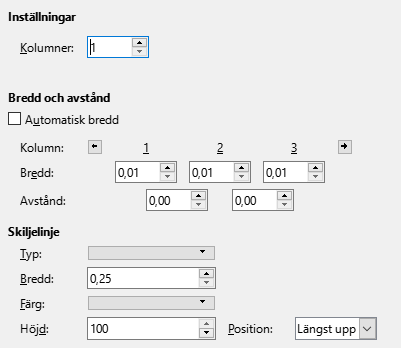 Inställningar
Kolumner: 1
Bredd och avstånd
Automatisk bredd
Kolumn: 1 2 3
Bredd: 0,01 0,01 0,01
Avstånd: 0,00 0,00
Skiljelinje
Typ:
Bredd: 0,25
Färg:
Höjd: 100 Position: Längst upp